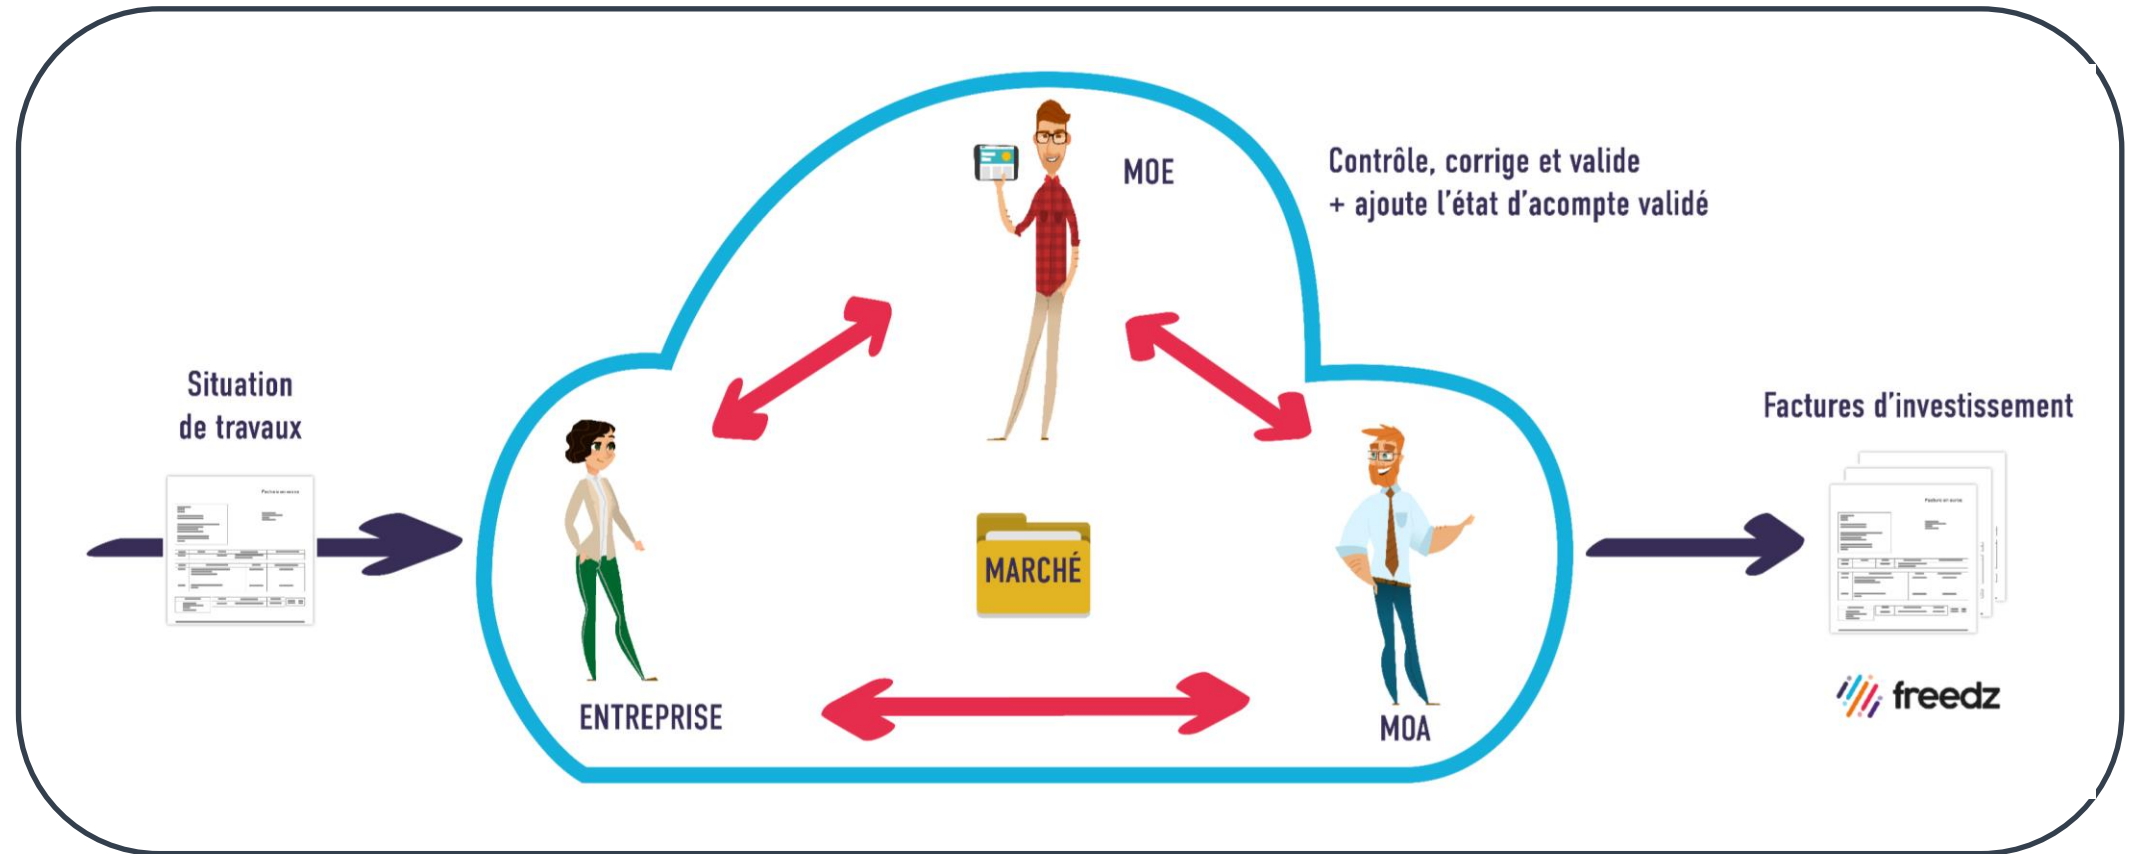 MOE
Contrôle, corrige et valide
+ ajoute l'état d'acompte validé
Situation
de travaux
Factures d'investissement
MARCHÉ
ENTREPRISE
MOA
freedz